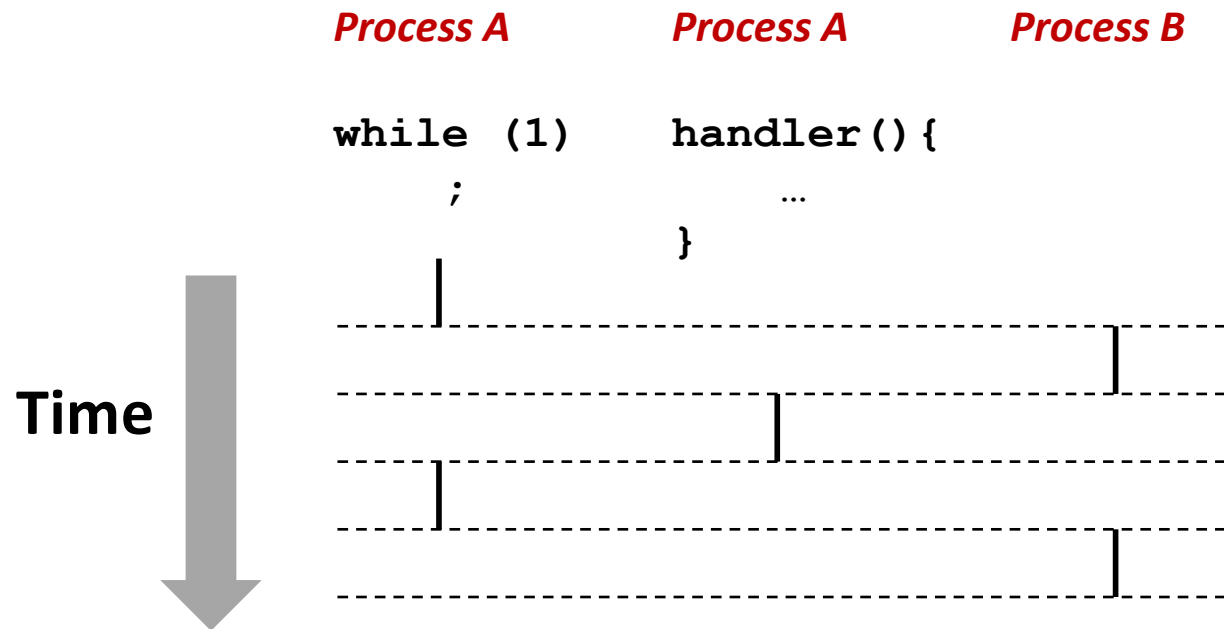 Process A Process A Process B
while (1) handler(){
; …
}
Time